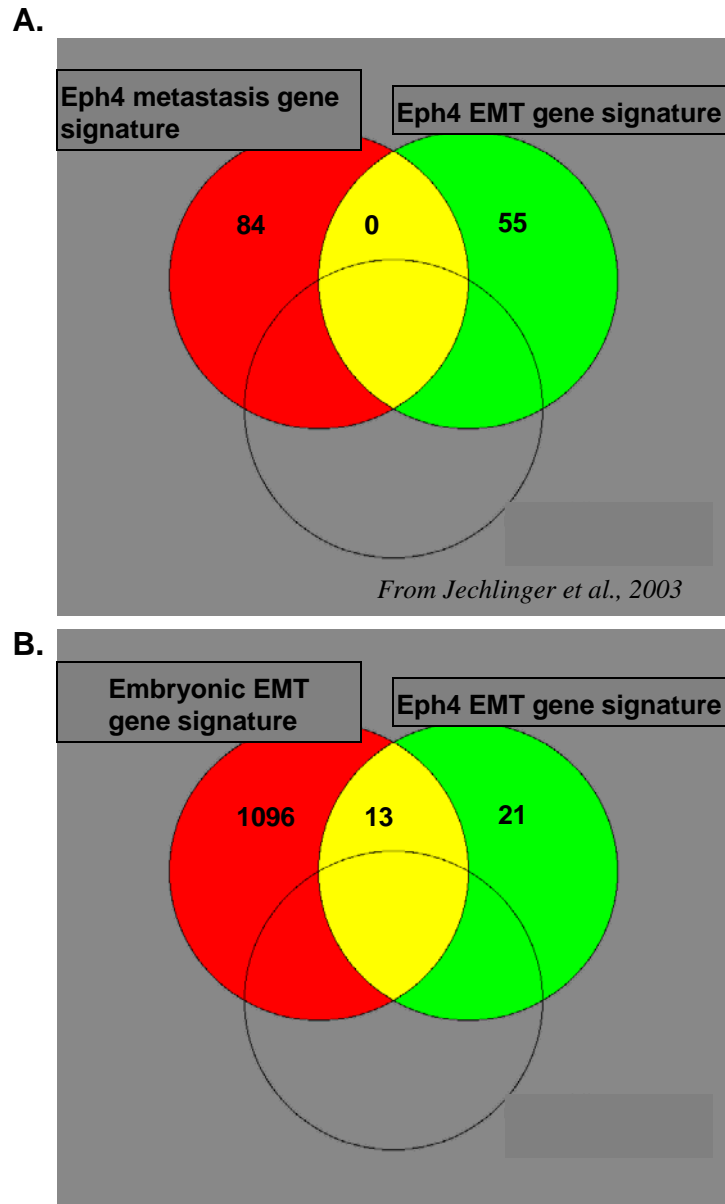 A.
Eph4 metastasis gene
signature
Eph4 EMT gene signature
84
0
55
From Jechlinger et al., 2003
B.
Embryonic EMT
gene signature
Eph4 EMT gene signature
1096
13
21